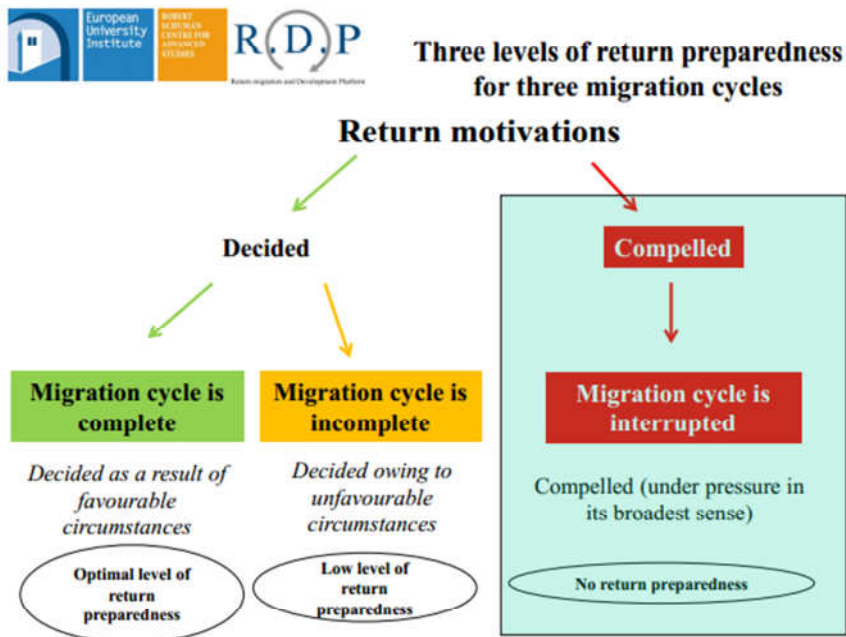 European
University
Institute
ROBERT
SCHUMAN
CENTRE FOR
ADVANCED
STUDIES
R.D.P
Return migration and Development Platform
Three levels of return preparedness
for three migration cycles
Return motivations
Decided
Compelled
Migration cycle is
complete
Migration cycle is
incomplete
Migration cycle is
interrupted
Decided as a result of
favourable
circumstances
Decided owing to
unfavourable
circumstances
Compelled (under pressure in
its broadest sense)
Optimal level of
return
preparedness
Low level of
return
preparedness
No return preparedness